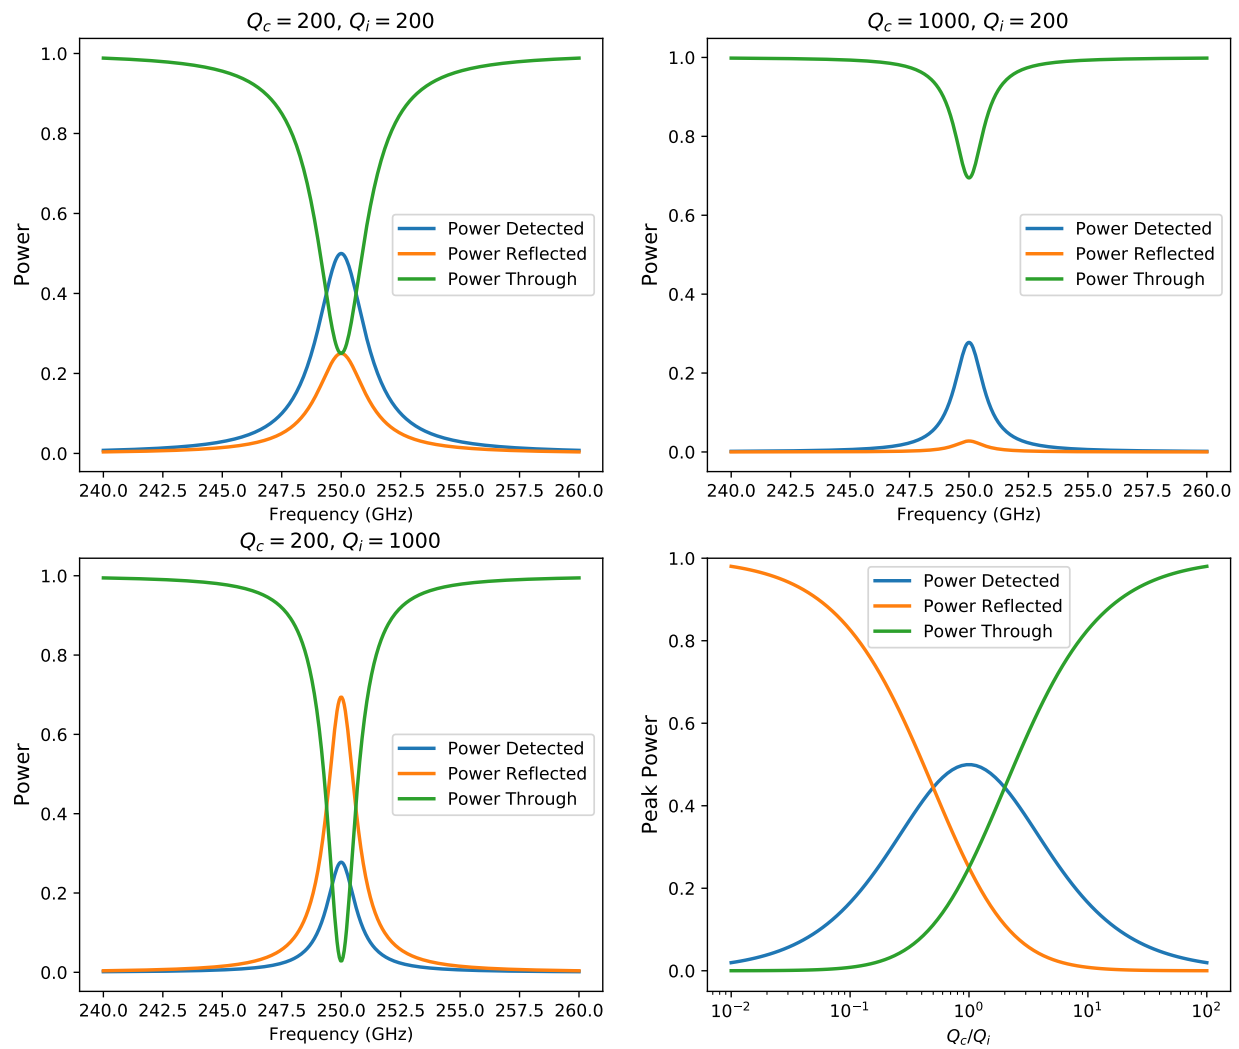 Q_c = 200, Q_i = 200
1.0
0.8
0.6
0.4
0.2
0.0
Power
Power Detected
Power Reflected
Power Through
240.0 242.5 245.0 247.5 250.0 252.5 255.0 257.5 260.0
Frequency (GHz)
Q_c = 1000, Q_i = 200
1.0
0.8
0.6
0.4
0.2
0.0
Power
Power Detected
Power Reflected
Power Through
240.0 242.5 245.0 247.5 250.0 252.5 255.0 257.5 260.0
Frequency (GHz)
Q_c = 200, Q_i = 1000
1.0
0.8
0.6
0.4
0.2
0.0
Power
Power Detected
Power Reflected
Power Through
240.0 242.5 245.0 247.5 250.0 252.5 255.0 257.5 260.0
Frequency (GHz)
1.0
0.8
0.6
0.4
0.2
0.0
Peak Power
Power Detected
Power Reflected
Power Through
10⁻² 10⁻¹ 10⁰ 10¹ 10²
Q_c/Q_i